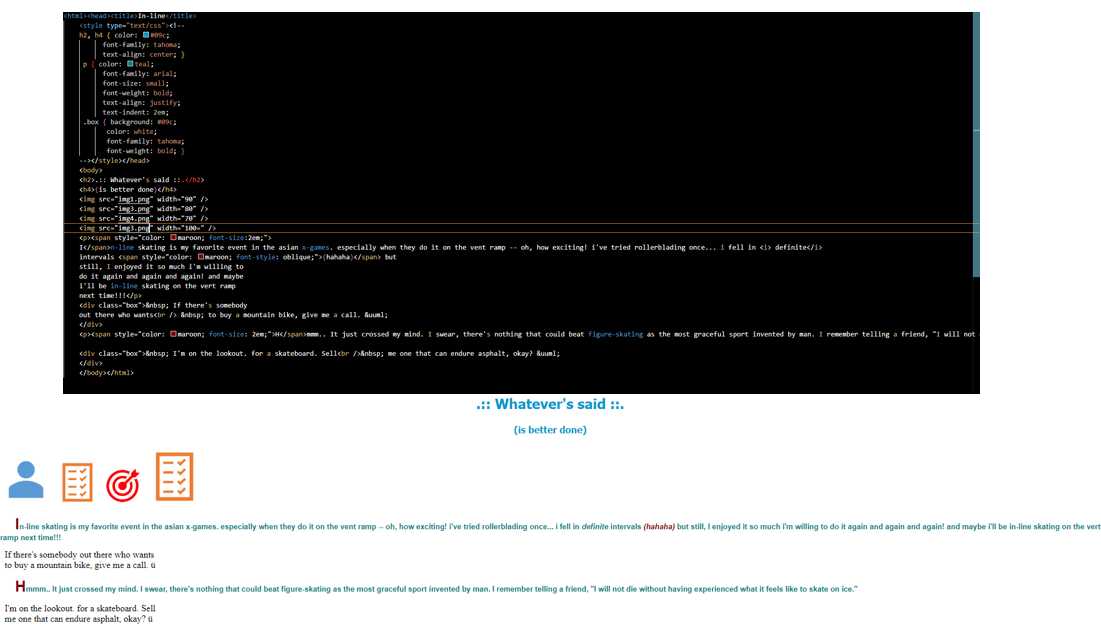 <html><head><title>In-line</title>
<style type="text/css"><!--
h2, h4 { color: #09c;
font-family: tahoma;
text-align: center; }
p { color: teal;
font-family: arial;
font-size: small;
font-weight: bold;
text-align: justify;
text-indent: 2em;
.box { background: #09c;
color: white;
font-family: tahoma;
font-weight: bold; }
--></style></head>
<body>
<h2>.:: Whatever's said ::.</h2>
<h4>(is better done)</h4>
<img src="img1.png" width="90" />
<img src="img3.png" width="80" />
<img src="img4.png" width="70" />
<img src="img3.png" width="100=" />
<p><span style="color: maroon; font-size:2em;">
I</span>n-line skating is my favorite event in the asian x-games. especially when they do it on the vent ramp -- oh, how exciting! i've tried rollerblading once... i fell in <i> definite</i>
intervals <span style="color: maroon; font-style: oblique;">(hahaha)</span> but
still, I enjoyed it so much i'm willing to
do it again and again and again! and maybe
i'll be in-line skating on the vert ramp
next time!!!</p>
<div class="box">&nbsp; If there's somebody
out there who wants<br /> &nbsp; to buy a mountain bike, give me a call. &uuml;
</div>
<p><span style="color: maroon; font-size: 2em;">H</span>mmm.. It just crossed my mind. I swear, there's nothing that could beat figure-skating as the most graceful sport invented by man. I remember telling a friend, "I will not
<div class="box">&nbsp; I'm on the lookout. for a skateboard. Sell<br />&nbsp; me one that can endure asphalt, okay? &uuml;
</div>
</body></html>
.:: Whatever's said ::.
(is better done)
In-line skating is my favorite event in the asian x-games. especially when they do it on the vent ramp -- oh, how exciting! i've tried rollerblading once... i fell in definite intervals (hahaha) but still, I enjoyed it so much i'm willing to do it again and again and again! and maybe i'll be in-line skating on the vert
ramp next time!!!
If there's somebody out there who wants
to buy a mountain bike, give me a call. ü
Hmmm.. It just crossed my mind. I swear, there's nothing that could beat figure-skating as the most graceful sport invented by man. I remember telling a friend, "I will not die without having experienced what it feels like to skate on ice."
I'm on the lookout. for a skateboard. Sell
me one that can endure asphalt, okay? ü